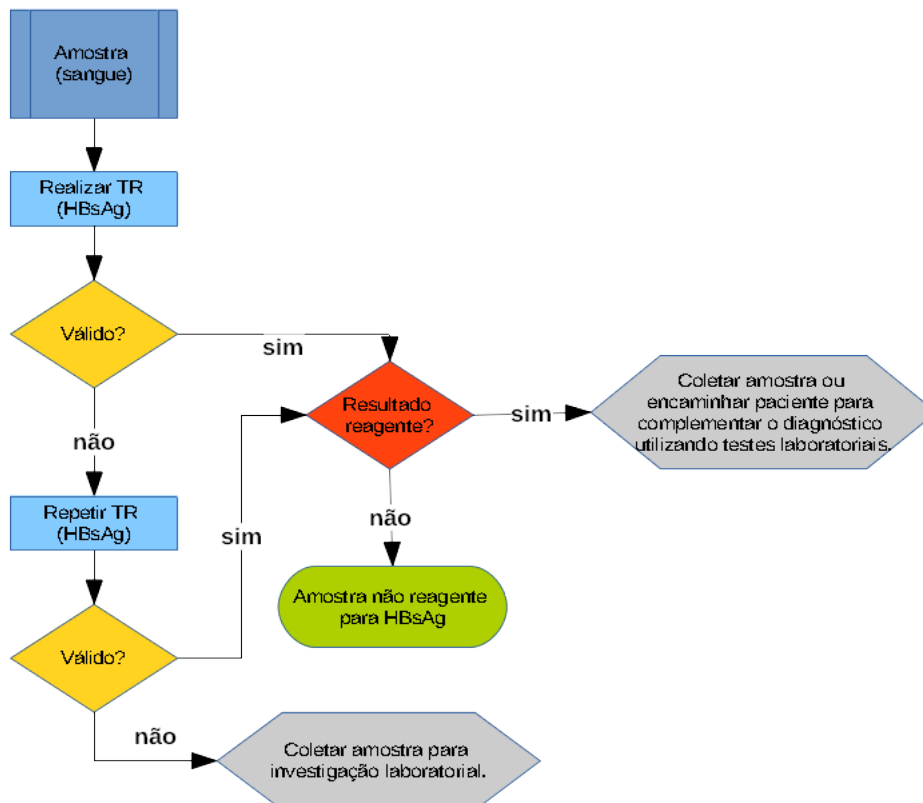 Amostra
(sangue)
Realizar TR
(HBsAg)
Válido?
sim
Resultado
reagente?
sim
Coletar amostra ou
encaminhar paciente para
complementar o diagnóstico
utilizando testes laboratoriais.
não
Repetir TR
(HBsAg)
sim
não
Amostra não reagente
para HBsAg
Válido?
não
Coletar amostra para
investigação laboratorial.